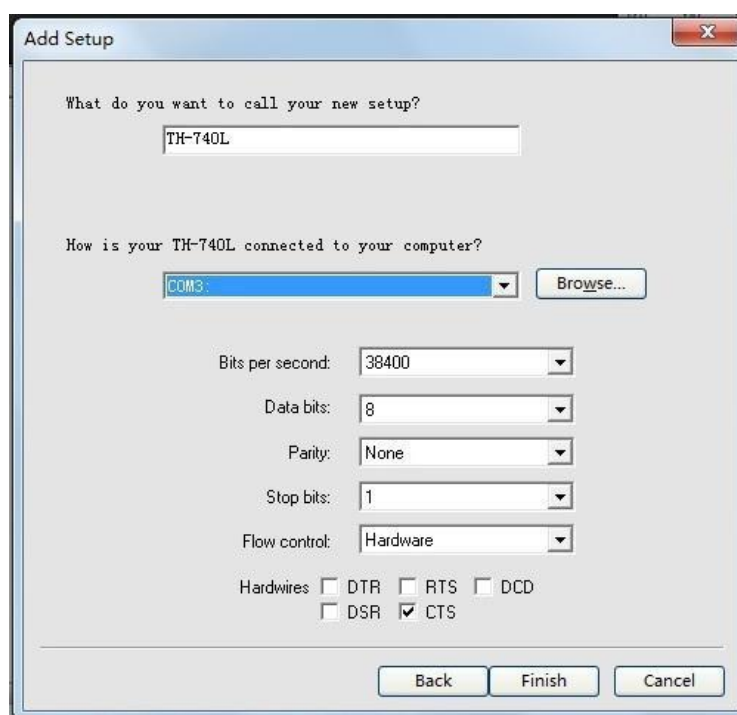 Add Setup
What do you want to call your new setup?
TH-740L
How is your TH-740L connected to your computer?
COM3: Browse...
Bits per second: 38400
Data bits: 8
Parity: None
Stop bits: 1
Flow control: Hardware
Hardwires DTR RTS DCD
DSR CTS
Back Finish Cancel